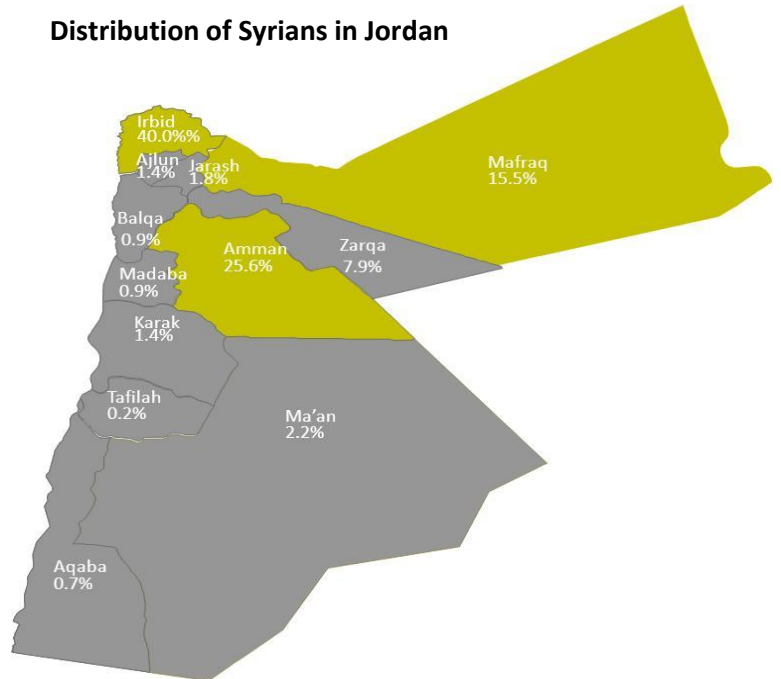 Distribution of Syrians in Jordan
Irbid
40.0%%
Ajlun
1.4%
Jarash
1.8%
Mafraq
15.5%
Balqa
0.9%
Amman
25.6%
Zarqa
7.9%
Madaba
0.9%
Karak
1.4%
Tafilah
0.2%
Ma’an
2.2%
Aqaba
0.7%